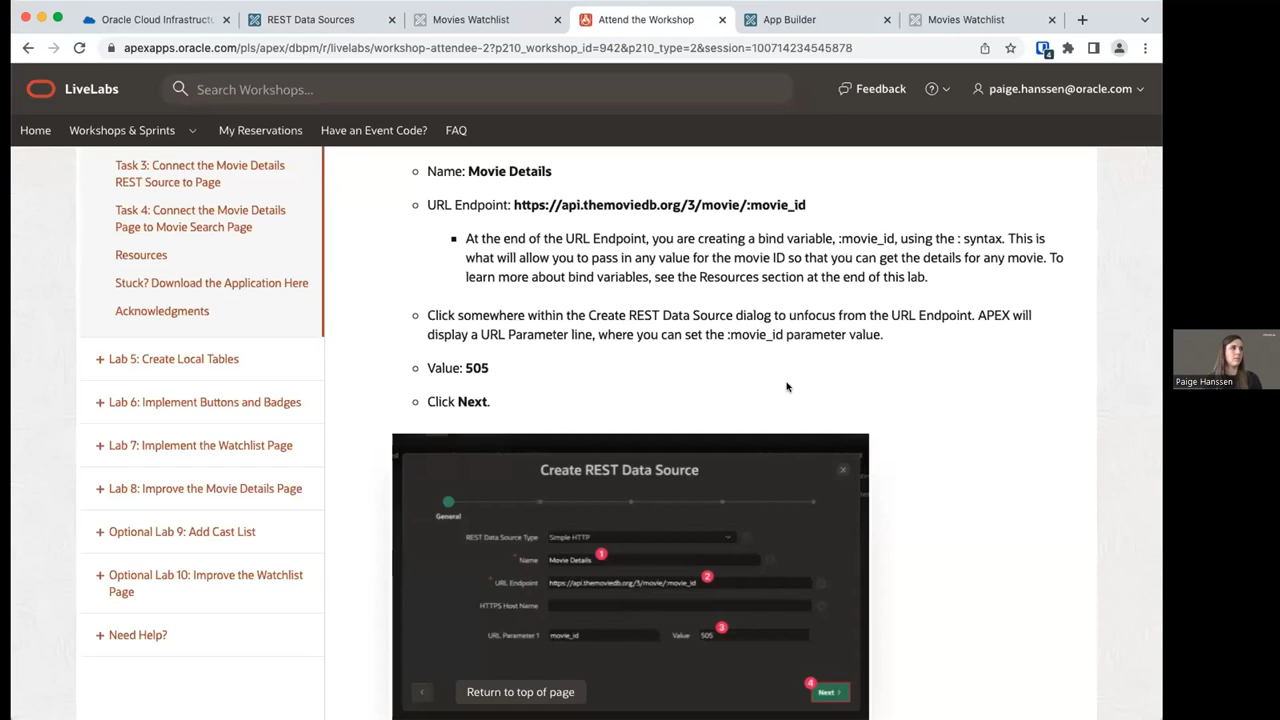 Oracle Cloud Infrastructu
REST Data Sources
Movies Watchlist
Attend the Workshop
App Builder
Movies Watchlist
apexapps.oracle.com/pls/apex/dbpm/r/livelabs/workshop-attendee-2?p210_workshop_id=942&p210_type=2&session=100714234545878
LiveLabs
Search Workshops...
Feedback
paige.hanssen@oracle.com
Home
Workshops & Sprints
My Reservations
Have an Event Code?
FAQ
Task 3: Connect the Movie Details
REST Source to Page
Task 4: Connect the Movie Details
Page to Movie Search Page
Resources
Stuck? Download the Application Here
Acknowledgments
+ Lab 5: Create Local Tables
+ Lab 6: Implement Buttons and Badges
+ Lab 7: Implement the Watchlist Page
+ Lab 8: Improve the Movie Details Page
+ Optional Lab 9: Add Cast List
+ Optional Lab 10: Improve the Watchlist
Page
+ Need Help?
Name: Movie Details
URL Endpoint: https://api.themoviedb.org/3/movie/:movie_id
At the end of the URL Endpoint, you are creating a bind variable, :movie_id, using the : syntax. This is
what will allow you to pass in any value for the movie ID so that you can get the details for any movie. To
learn more about bind variables, see the Resources section at the end of this lab.
Click somewhere within the Create REST Data Source dialog to unfocus from the URL Endpoint. APEX will
display a URL Parameter line, where you can set the :movie_id parameter value.
Value: 505
Click Next.
Create REST Data Source
General
REST Data Source Type Simple HTTP
* Name Movie Details 1
* URL Endpoint https://api.themoviedb.org/3/movie/:movie_id 2
HTTPS Host Name
URL Parameter 1 movie_id Value 505 3
Return to top of page
4
Next >
Paige Hanssen